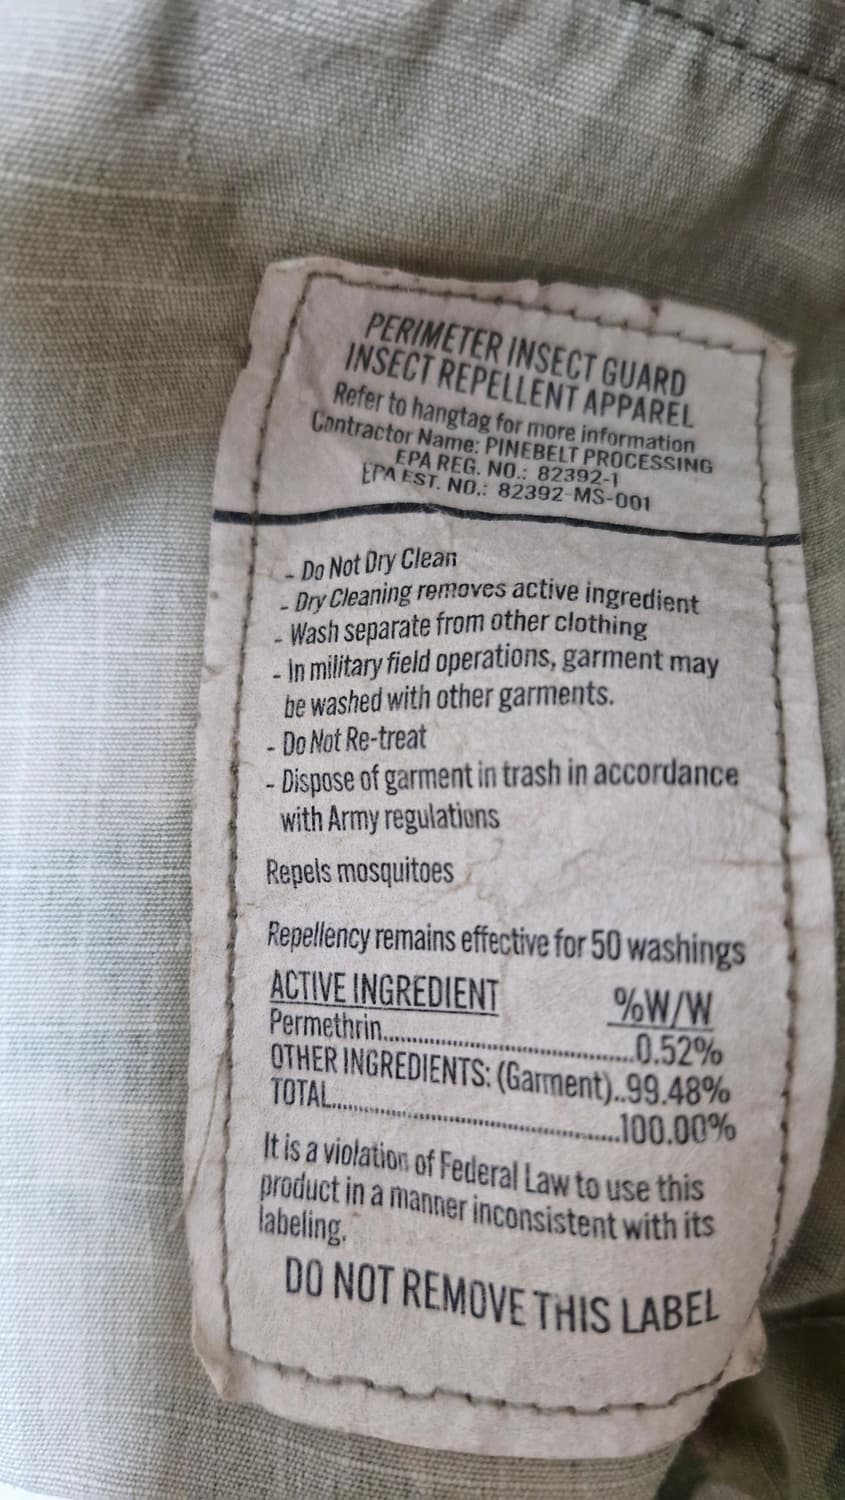 PERIMETER INSECT GUARD
INSECT REPELLENT APPAREL
Refer to hangtag for more information
Contractor Name: PINEBELT PROCESSING
EPA REG. NO.: 82392-1
EPA EST. NO.: 82392-MS-001
- Do Not Dry Clean
- Dry Cleaning removes active ingredient
- Wash separate from other clothing
- In military field operations, garment may
be washed with other garments.
- Do Not Re-treat
- Dispose of garment in trash in accordance
with Army regulations
Repels mosquitoes
Repellency remains effective for 50 washings
ACTIVE INGREDIENT %W/W
Permethrin...............................0.52%
OTHER INGREDIENTS: (Garment)..99.48%
TOTAL...................................100.00%
It is a violation of Federal Law to use this
product in a manner inconsistent with its
labeling.
DO NOT REMOVE THIS LABEL